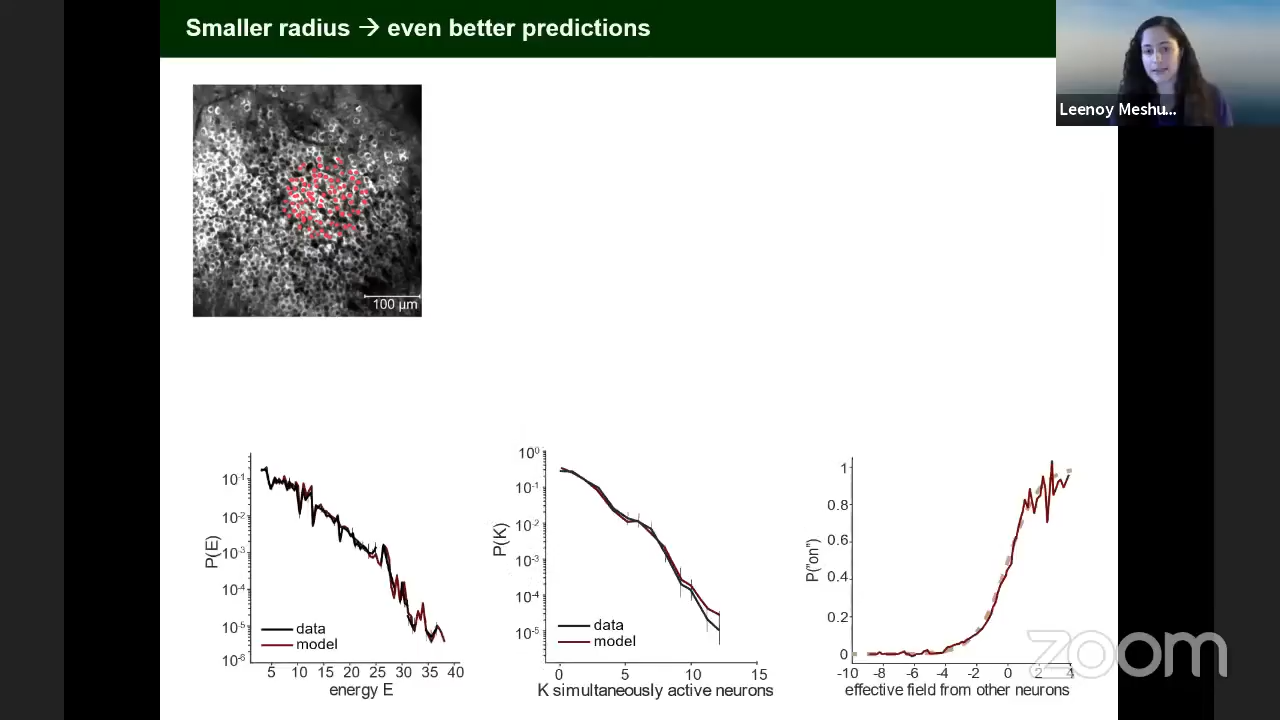 Smaller radius → even better predictions
Leenoy Meshu...
100 µm
P(E)
10-1
10-2
10-3
10-4
10-5
10-6
data
model
5 10 15 20 25 30 35 40
energy E
P(K)
100
10-1
10-2
10-3
10-4
10-5
data
model
0 5 10 15
K simultaneously active neurons
P("on")
1
0.8
0.6
0.4
0.2
0
-10 -8 -6 -4 -2 0 2 4
effective field from other neurons
zoom